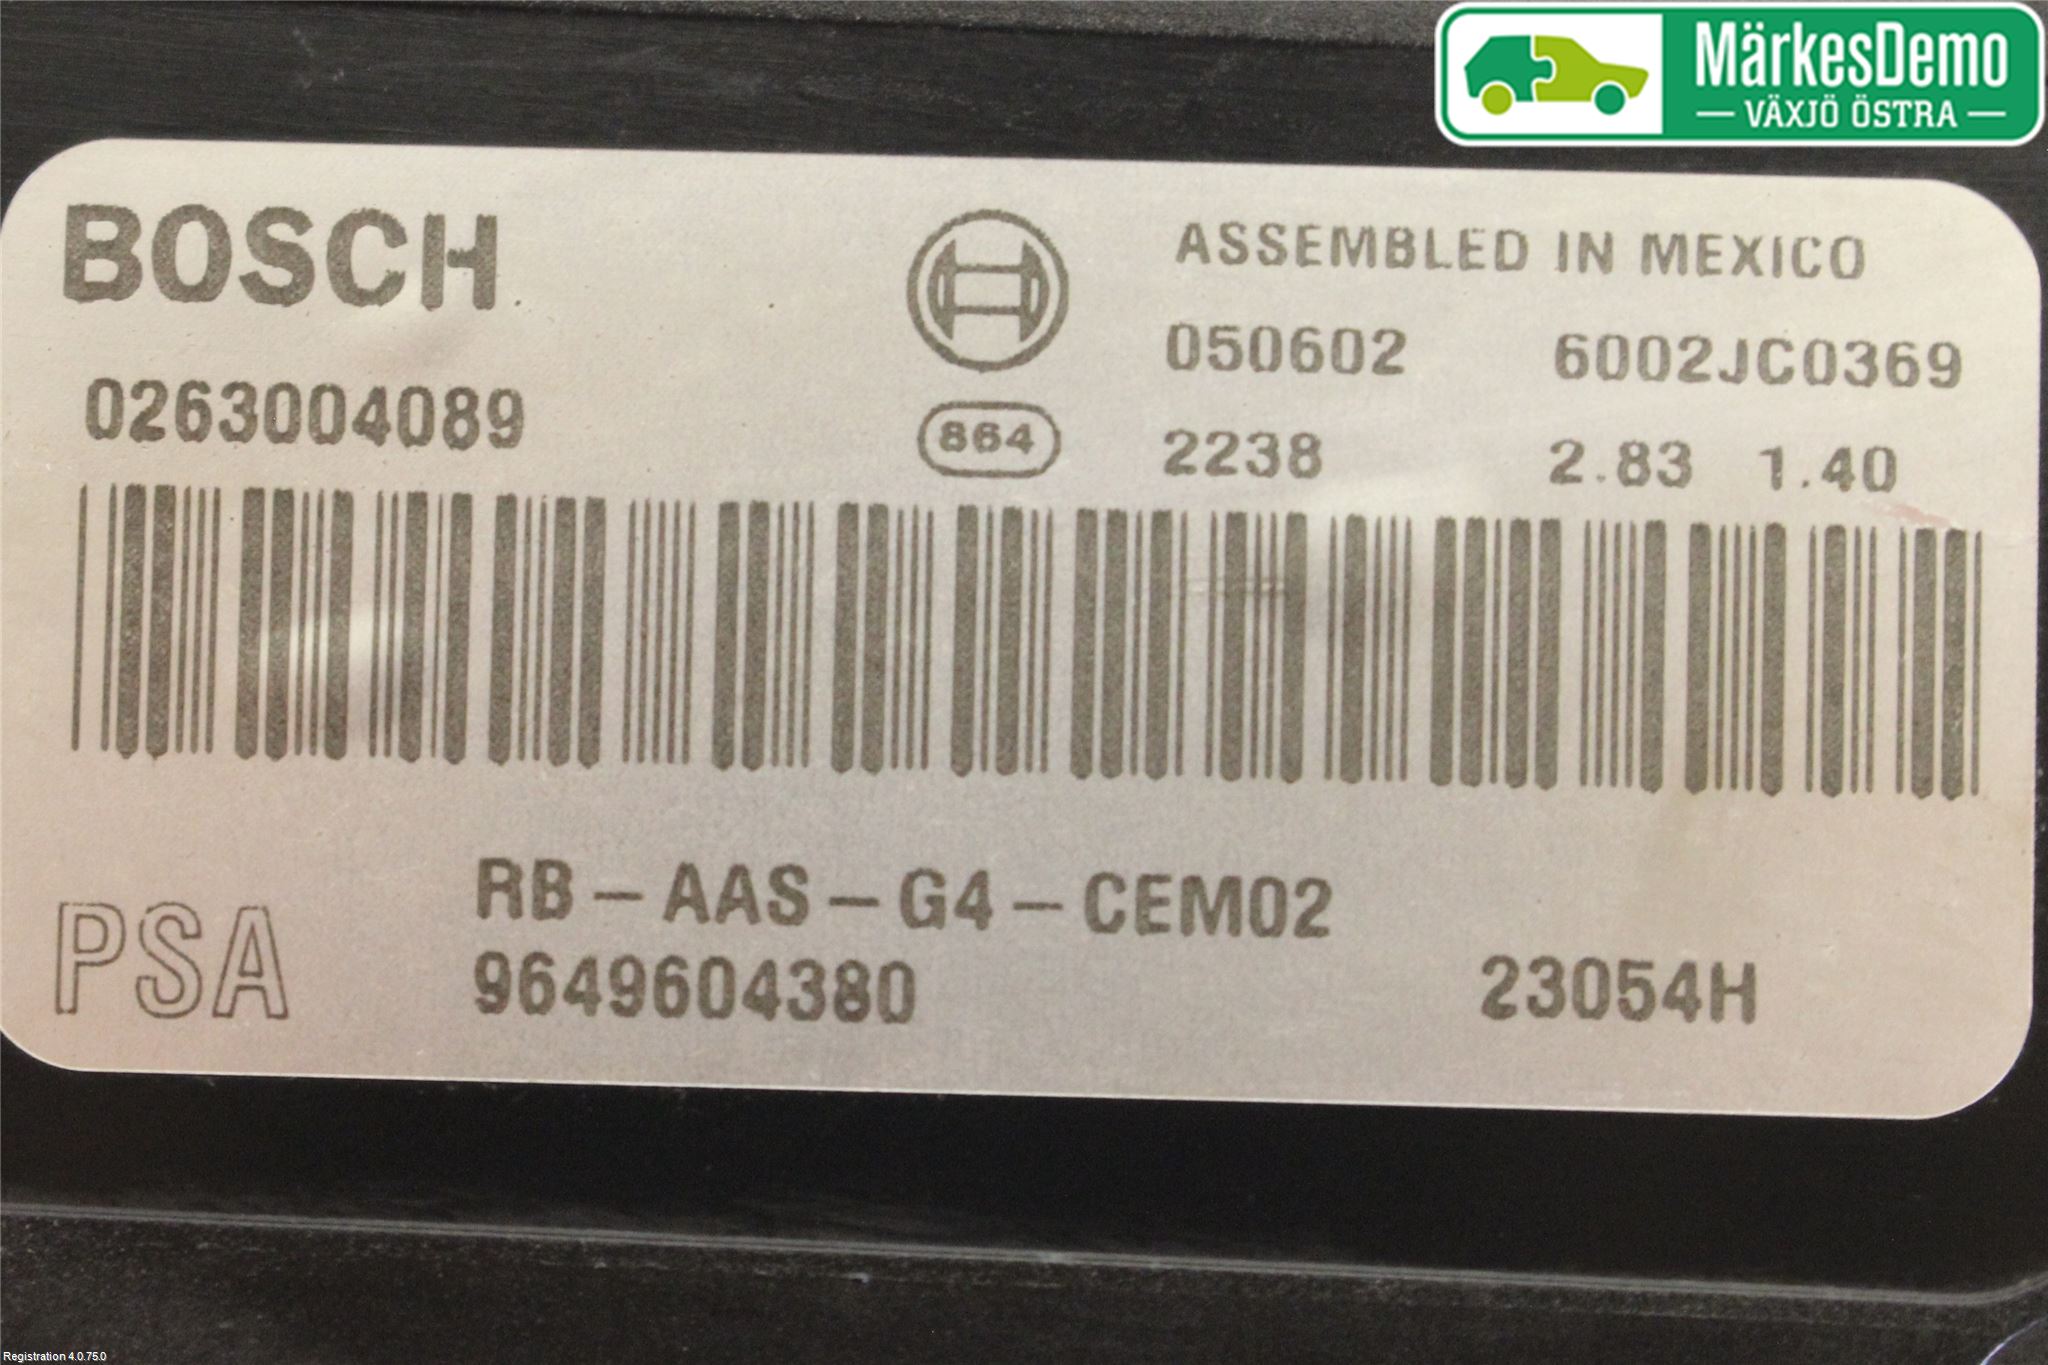 MärkesDemo
VÄXJÖ ÖSTRA
BOSCH
ASSEMBLED IN MEXICO
050602 6002JC0369
0263004089
864
2238 2.83 1.40
RB-AAS-G4-CEM02
PSA
9649604380 23054H
Registration 4.0.75.0